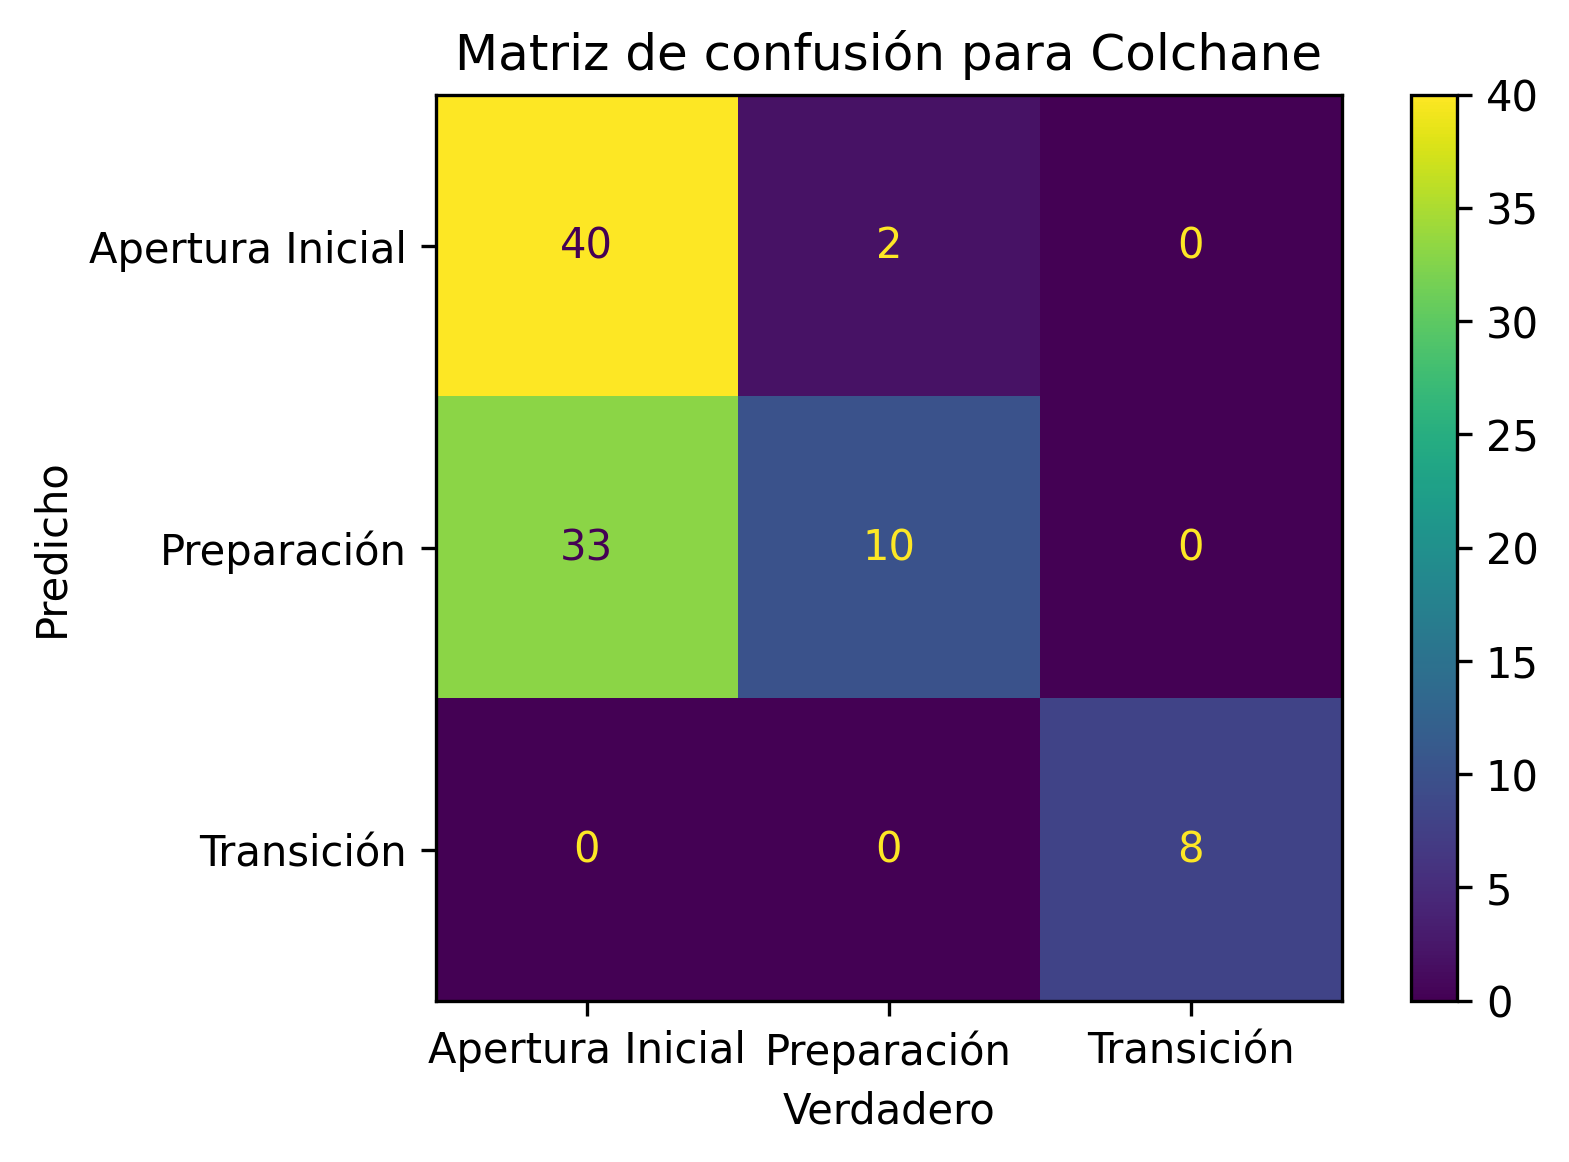 Matriz de confusión para Colchane
Predicho
Apertura Inicial
40 2 0
Preparación
33 10 0
Transición
0 0 8
Apertura Inicial Preparación Transición
Verdadero
40
35
30
25
20
15
10
5
0